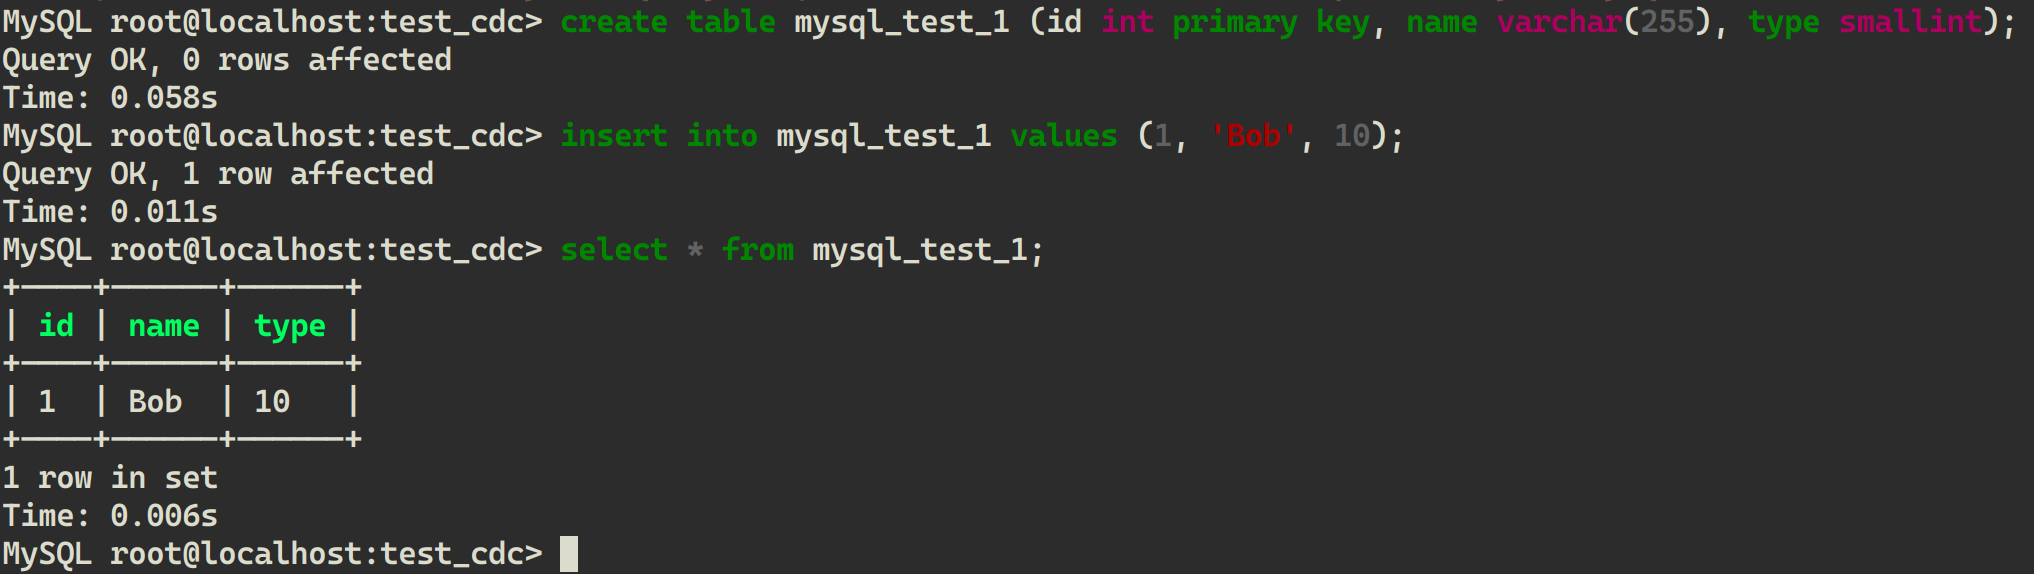 MySQL root@localhost:test_cdc> create table mysql_test_1 (id int primary key, name varchar(255), type smallint);
Query OK, 0 rows affected
Time: 0.058s
MySQL root@localhost:test_cdc> insert into mysql_test_1 values (1, 'Bob', 10);
Query OK, 1 row affected
Time: 0.011s
MySQL root@localhost:test_cdc> select * from mysql_test_1;
+----+------+------+
| id | name | type |
+----+------+------+
| 1  | Bob  | 10   |
+----+------+------+
1 row in set
Time: 0.006s
MySQL root@localhost:test_cdc>